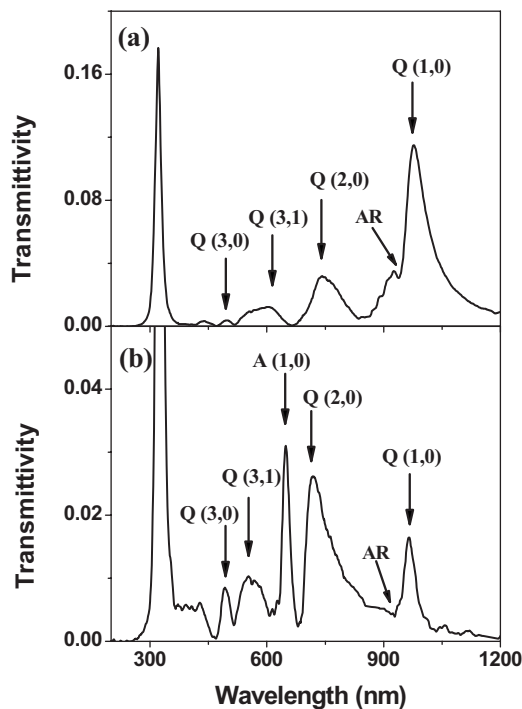 (a)
0.16
0.08
0.00
Transmittivity
Q (1,0)
Q (2,0)
AR
Q (3,1)
Q (3,0)
(b)
0.04
0.02
0.00
Transmittivity
A (1,0)
Q (2,0)
Q (1,0)
Q (3,1)
Q (3,0)
AR
300 600 900 1200
Wavelength (nm)